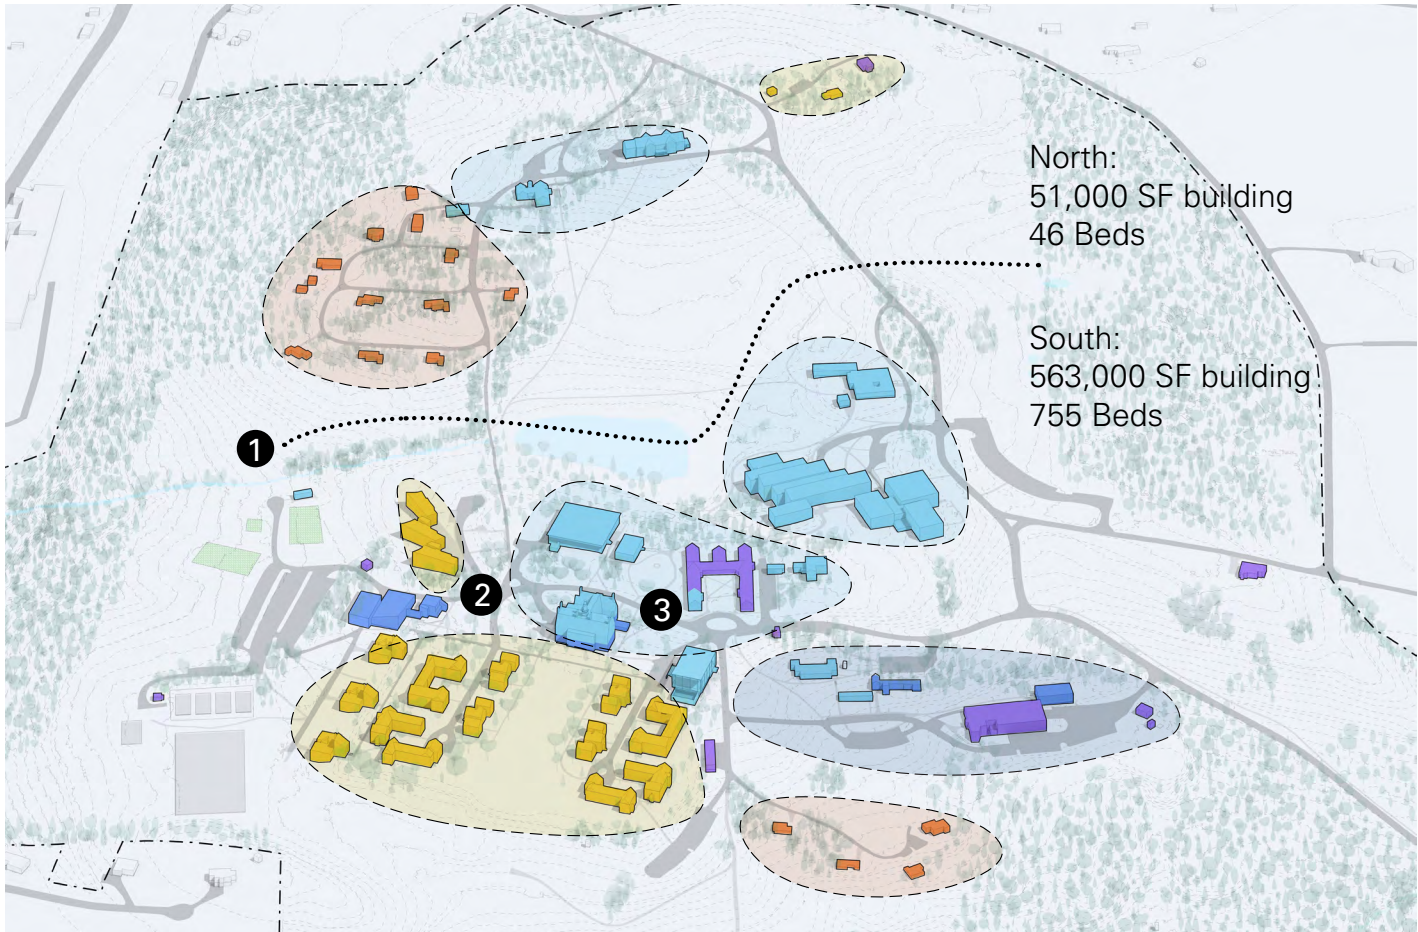 North:
51,000 SF building
46 Beds
South:
563,000 SF building
755 Beds
1
2
3